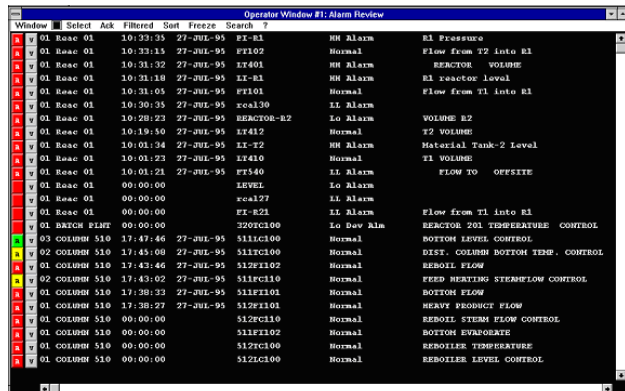 Operator Window #1: Alarm Review
Window Select Ack Filtered Sort Freeze Search ?
a v 01 Reac 01 10:33:35 27-JUL-95 PI-R1 HH Alarm R1 Pressure
a v 01 Reac 01 10:33:15 27-JUL-95 FT102 Normal Flow from T2 into R1
a v 01 Reac 01 10:31:32 27-JUL-95 LT401 HH Alarm REACTOR VOLUME
a v 01 Reac 01 10:31:18 27-JUL-95 LI-R1 HH Alarm R1 reactor level
a v 01 Reac 01 10:31:05 27-JUL-95 FT101 Normal Flow from T1 into R1
a v 01 Reac 01 10:30:35 27-JUL-95 rcal30 LL Alarm
a v 01 Reac 01 10:28:23 27-JUL-95 REACTOR-R2 Lo Alarm VOLUME R2
a v 01 Reac 01 10:19:50 27-JUL-95 LT412 Normal T2 VOLUME
a v 01 Reac 01 10:01:34 27-JUL-95 LI-T2 HH Alarm Material Tank-2 Level
a v 01 Reac 01 10:01:23 27-JUL-95 LT410 Normal T1 VOLUME
a v 01 Reac 01 10:01:21 27-JUL-95 FT540 LL Alarm FLOW TO OFFSITE
v 01 Reac 01 00:00:00 LEVEL Lo Alarm
v 01 Reac 01 00:00:00 rcal27 LL Alarm
v 01 Reac 01 00:00:00 FI-R21 LL Alarm Flow from T1 into R1
v 01 BATCH PLNT 00:00:00 320TC100 Lo Dev Alm REACTOR 201 TEMPERATURE CONTROL
a v 03 COLUMN 510 17:47:46 27-JUL-95 511LC100 Normal BOTTOM LEVEL CONTROL
a v 02 COLUMN 510 17:45:08 27-JUL-95 511TC100 Normal DIST. COLUMN BOTTOM TEMP. CONTROL
a v 01 COLUMN 510 17:43:46 27-JUL-95 512FI102 Normal REBOIL FLOW
a v 02 COLUMN 510 17:43:02 27-JUL-95 511FC110 Normal FEED HEATING STEAMFLOW CONTROL
a v 01 COLUMN 510 17:38:33 27-JUL-95 511FI101 Normal BOTTOM FLOW
a v 01 COLUMN 510 17:38:27 27-JUL-95 512FI101 Normal HEAVY PRODUCT FLOW
a v 01 COLUMN 510 00:00:00 512FC110 Normal REBOIL STEAM FLOW CONTROL
a v 01 COLUMN 510 00:00:00 511FI102 Normal BOTTOM EVAPORATE
a v 01 COLUMN 510 00:00:00 512TC100 Normal REBOILER TEMPERATURE
a v 01 COLUMN 510 00:00:00 512LC100 Normal REBOILER LEVEL CONTROL